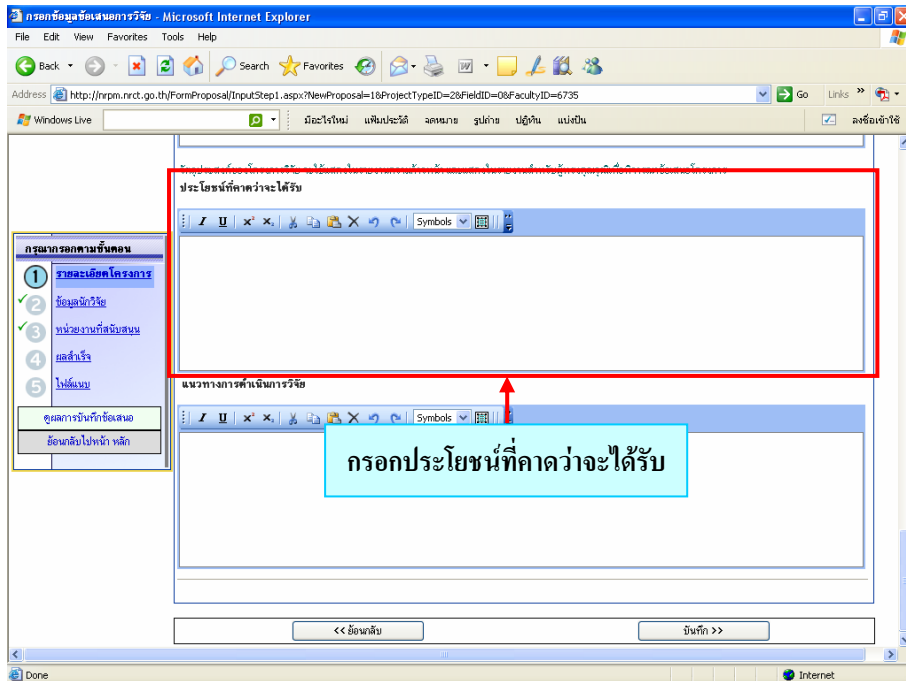 กรอกข้อมูลข้อเสนอการวิจัย - Microsoft Internet Explorer
File Edit View Favorites Tools Help
Back Search Favorites
Address http://nrpm.nrct.go.th/FormProposal/InputStep1.aspx?NewProposal=1&ProjectTypeID=2&FieldID=0&FacultyID=6735 Go Links »
Windows Live มีอะไรใหม่ แฟ้มประวัติ จดหมาย รูปถ่าย ปฏิทิน แบ่งปัน ลงชื่อเข้าใช้
ประโยชน์ที่คาดว่าจะได้รับ
I U x² x₂ Symbols
กรุณากรอกตามขั้นตอน
1 รายละเอียดโครงการ
2 ข้อมูลนักวิจัย
3 หน่วยงานที่สนับสนุน
4 ผลสำเร็จ
5 ไฟล์แนบ
ดูผลการบันทึกข้อเสนอ
ย้อนกลับไปหน้า หลัก
แนวทางการดำเนินการวิจัย
I U x² x₂ Symbols
กรอกประโยชน์ที่คาดว่าจะได้รับ
<< ย้อนกลับ บันทึก >>
Done Internet